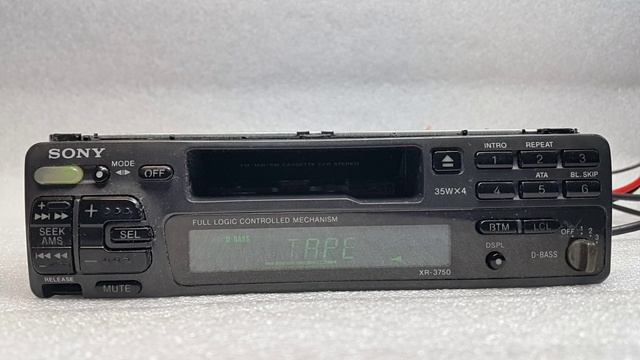 SONY
MODE
OFF
INTRO REPEAT
1 2 3
35W×4
ATA BL.SKIP
4 5 6
FULL LOGIC CONTROLLED MECHANISM
D-BASS
TAPE
XR-3750
SEL
SEEK
AMS
BTM LCL
DSPL
D-BASS
OFF 1 2 3
RELEASE
MUTE